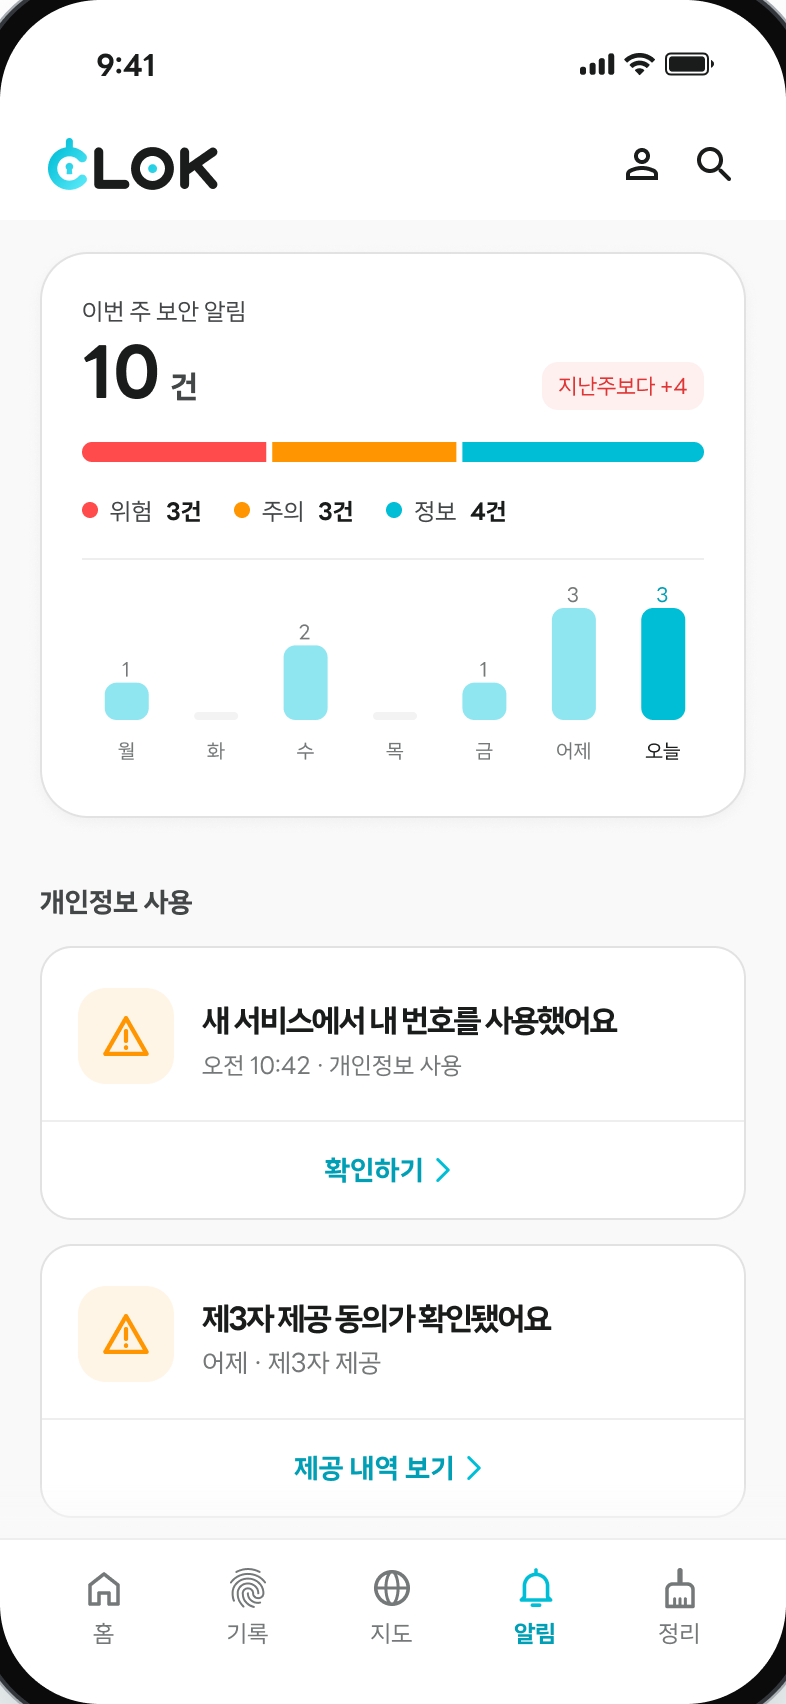 9:41
CLOK
이번 주 보안 알림
10 건
지난주보다 +4
위험 3건 주의 3건 정보 4건
1 2 1 3 3
월 화 수 목 금 어제 오늘
개인정보 사용
새 서비스에서 내 번호를 사용했어요
오전 10:42 · 개인정보 사용
확인하기
제3자 제공 동의가 확인됐어요
어제 · 제3자 제공
제공 내역 보기
홈 기록 지도 알림 정리